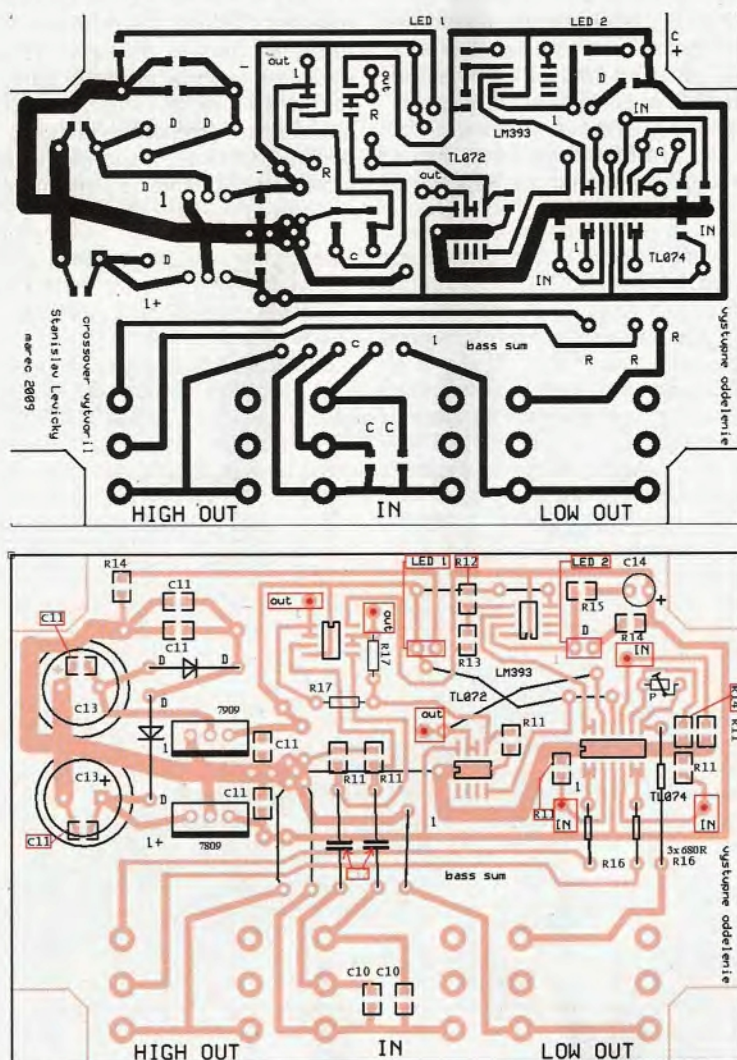 LED 1
LED 2
out
1
out
R
-
C
+
D
IN
LM393
1
D
D
TL072
G
D
R
out
1
-
IN
D
c
1
TL074
IN
1+
crossover vytvoril
Stanislav Levicky
marec 2009
c
1
bass sum
R
R
R
vystupne oddelenie
C C
HIGH OUT
IN
LOW OUT
R14
C11
LED 1
R12
LED 2
C14
out
out
R15
+
C11
C11
R14
D
IN
R17
R13
LM393
D
D
TL072
P
C13
D
R17
R14
R11
7909
out
C11
R11
1
C13
+
R11
R11
R11
C11
R11
1
TL074
D
IN
IN
C11
1+
7809
1
3x680R
R16
R16
bass sum
vystupne oddelenie
C10 C10
HIGH OUT
IN
LOW OUT